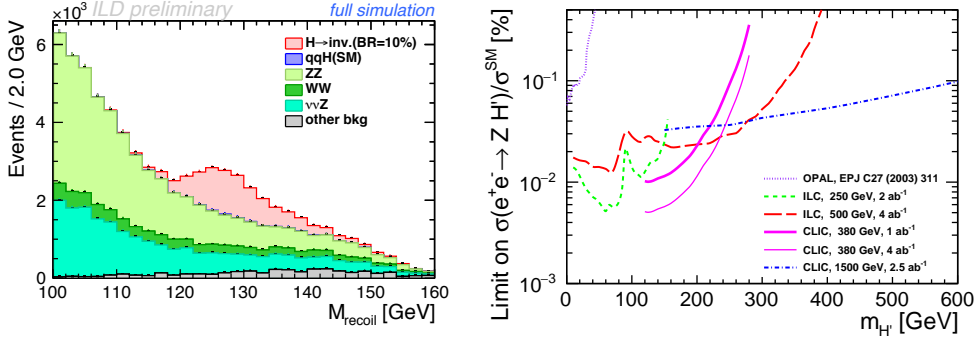 ILD preliminary
full simulation
×10³
Events / 2.0 GeV
6
4
2
0
H→inv.(BR=10%)
qqH(SM)
ZZ
WW
ννZ
other bkg
100 110 120 130 140 150 160
M_recoil [GeV]
Limit on σ(e⁺e⁻→ Z H')/σ^SM [%]
10⁻¹
10⁻²
10⁻³
OPAL, EPJ C27 (2003) 311
ILC, 250 GeV, 2 ab⁻¹
ILC, 500 GeV, 4 ab⁻¹
CLIC, 380 GeV, 1 ab⁻¹
CLIC, 380 GeV, 4 ab⁻¹
CLIC, 1500 GeV, 2.5 ab⁻¹
0 100 200 300 400 500 600
m_H' [GeV]